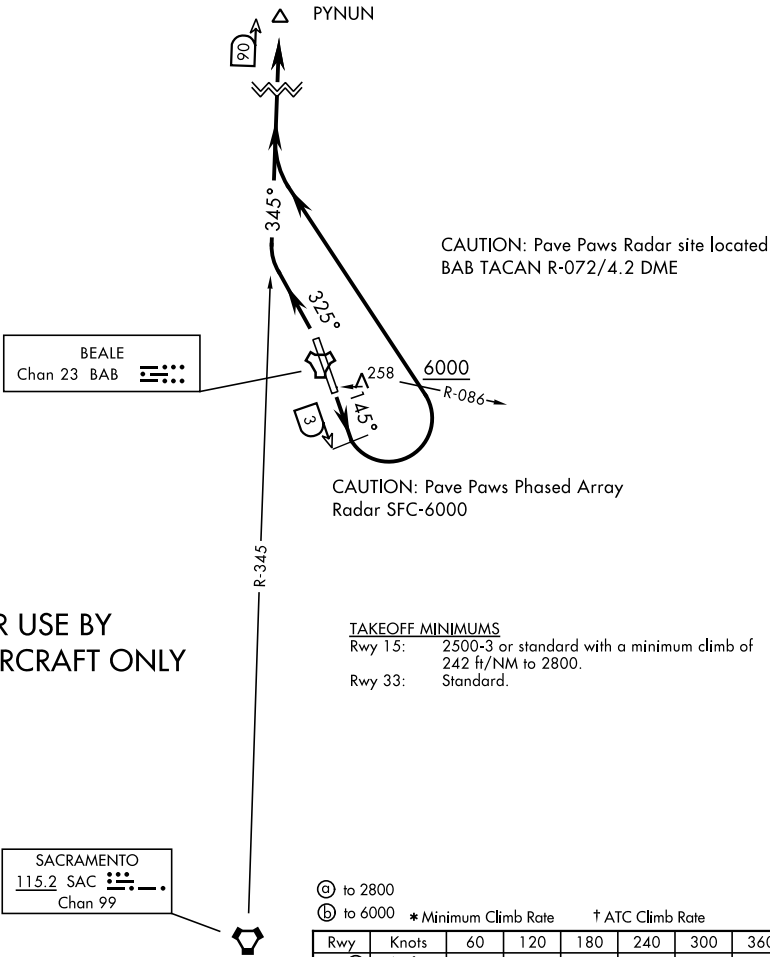 PYNUN
90
345°
CAUTION: Pave Paws Radar site located
BAB TACAN R-072/4.2 DME
325°
BEALE
Chan 23 BAB
258
6000
R-086
145°
3
CAUTION: Pave Paws Phased Array
Radar SFC-6000
R-345
USE BY
ONLY
TAKEOFF MINIMUMS
Rwy 15: 2500-3 or standard with a minimum climb of
242 ft/NM to 2800.
Rwy 33: Standard.
SACRAMENTO
115.2 SAC
Chan 99
ⓐ to 2800
ⓑ to 6000 * Minimum Climb Rate † ATC Climb Rate
Rwy Knots 60 120 180 240 300 360